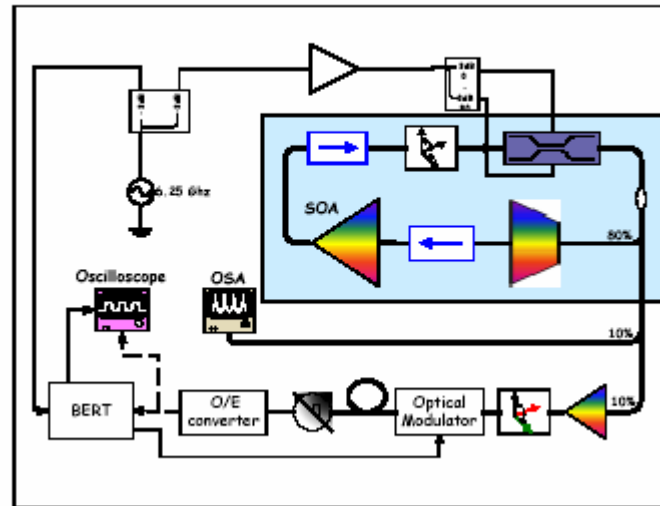 6.25 Ghz
SOA
80%
Oscilloscope
OSA
10%
10%
BERT
O/E
converter
Optical
Modulator